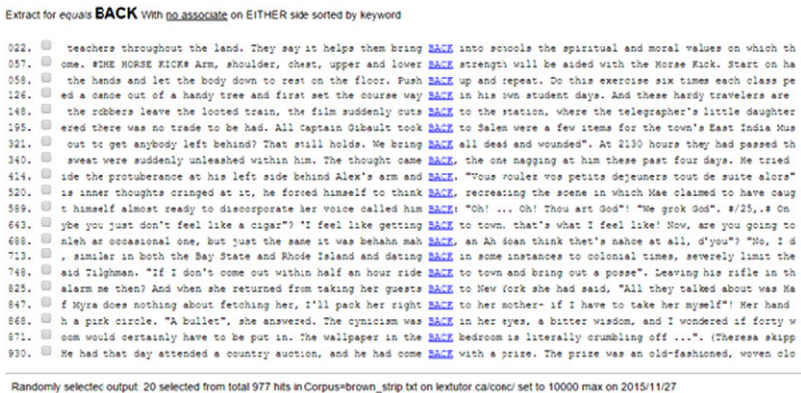 Extract for equals BACK With no associate on EITHER side sorted by keyword
022. teachers throughout the land. They say it helps them bring BACK into schools the spiritual and moral values on which th
057. ome. #THE HORSE KICK# Arm, shoulder, chest, upper and lower BACK strength will be aided with the Horse Kick. Start on ha
058. the hands and let the body down to rest on the floor. Push BACK up and repeat. Do this exercise six times each class pe
126. ed a canoe out of a handy tree and first set the course way BACK in his own student days. And these hardy travelers are
148. the robbers leave the looted train, the film suddenly cuts BACK to the station, where the telegrapher's little daughter
195. ered there was no trade to be had. All Captain Gibault took BACK to Salem were a few items for the town's East India Mus
321. out to get anybody left behind? That still holds. We bring BACK all dead and wounded". At 2130 hours they had passed th
340. sweat were suddenly unleashed within him. The thought came BACK, the one nagging at him these past four days. He tried
414. ide the protuberance at his left side behind Alex's arm and BACK. "Vous voulez vos petits dejeuners tout de suite alors"
520. is inner thoughts cringed at it, he forced himself to think BACK, recreating the scene in which Mae claimed to have caug
589. t himself almost ready to discorporate her voice called him BACK: "Oh! ... Oh! Thou art God"! "We grok God". #/25,.# On
643. ybe you just don't feel like a cigar"? "I feel like getting BACK to town. that's what I feel like! Now, are you going to
688. nleh ar occasional one, but just the same it was behahn mah BACK, an Ah doan think thet's nahce at all, d'you"? "No, I d
713. , similar in both the Bay State and Rhode Island and dating BACK in some instances to colonial times, severely limit the
748. aid Tilghman. "If I don't come out within half an hour ride BACK to town and bring out a posse". Leaving his rifle in th
825. alarm me then? And when she returned from taking her guests BACK to New York she had said, "All they talked about was Ma
847. f Myra does nothing about fetching her, I'll pack her right BACK to her mother- if I have to take her myself"! Her hand
868. h a pink circle. "A bullet", she answered. The cynicism was BACK in her eyes, a bitter wisdom, and I wondered if forty w
871. oom would certainly have to be put in. The wallpaper in the BACK bedroom is literally crumbling off ...". (Theresa skipp
930. He had that day attended a country auction, and he had come BACK with a prize. The prize was an old-fashioned, woven clo
Randomly selected output: 20 selected from total 977 hits in Corpus=brown_strip.txt on lextutor.ca/conc/ set to 10000 max on 2015/11/27